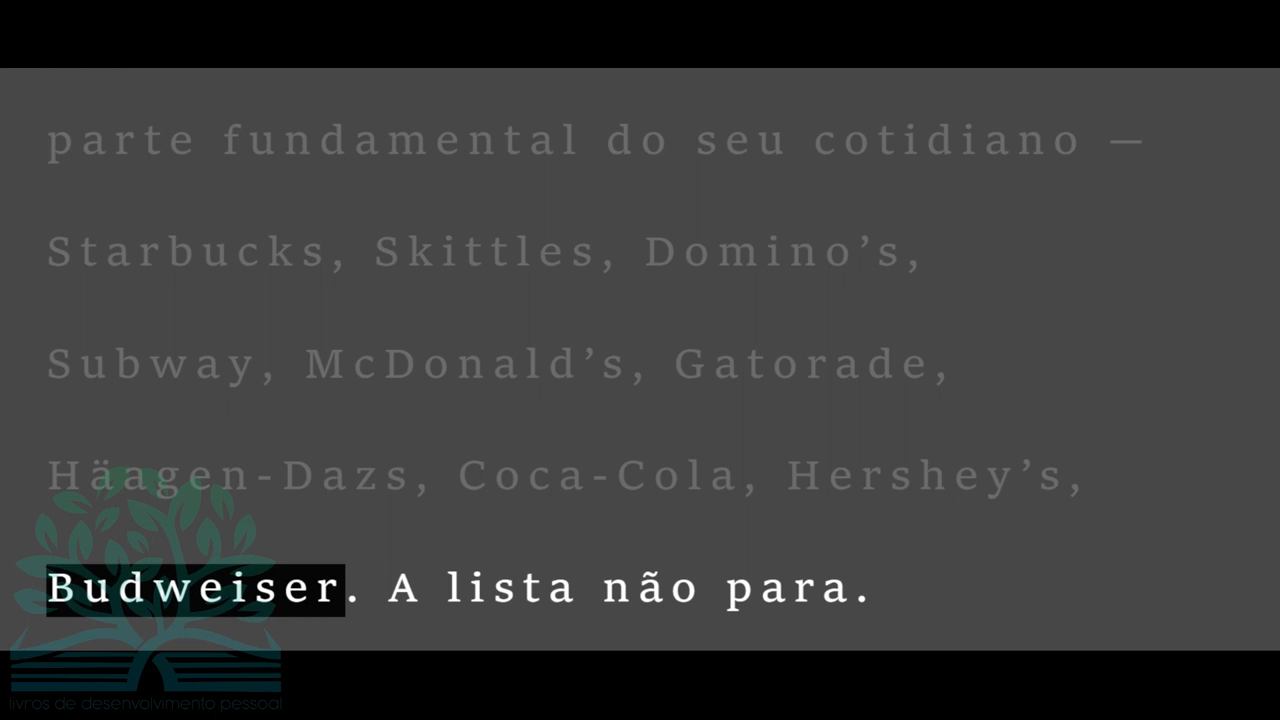 parte fundamental do seu cotidiano —
Starbucks, Skittles, Domino’s,
Subway, McDonald’s, Gatorade,
Häagen-Dazs, Coca-Cola, Hershey’s,
Budweiser. A lista não para.
livros de desenvolvimento pessoal